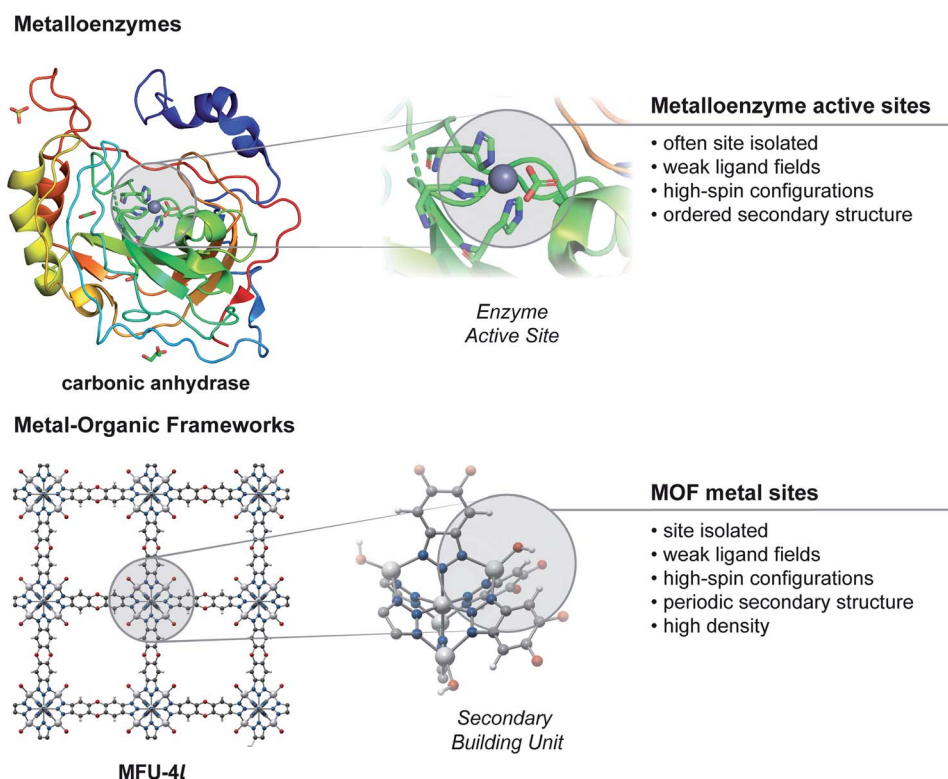 Metalloenzymes
Metalloenzyme active sites
• often site isolated
• weak ligand fields
• high-spin configurations
• ordered secondary structure
Enzyme
Active Site
carbonic anhydrase
Metal-Organic Frameworks
MOF metal sites
• site isolated
• weak ligand fields
• high-spin configurations
• periodic secondary structure
• high density
Secondary
Building Unit
MFU-4l